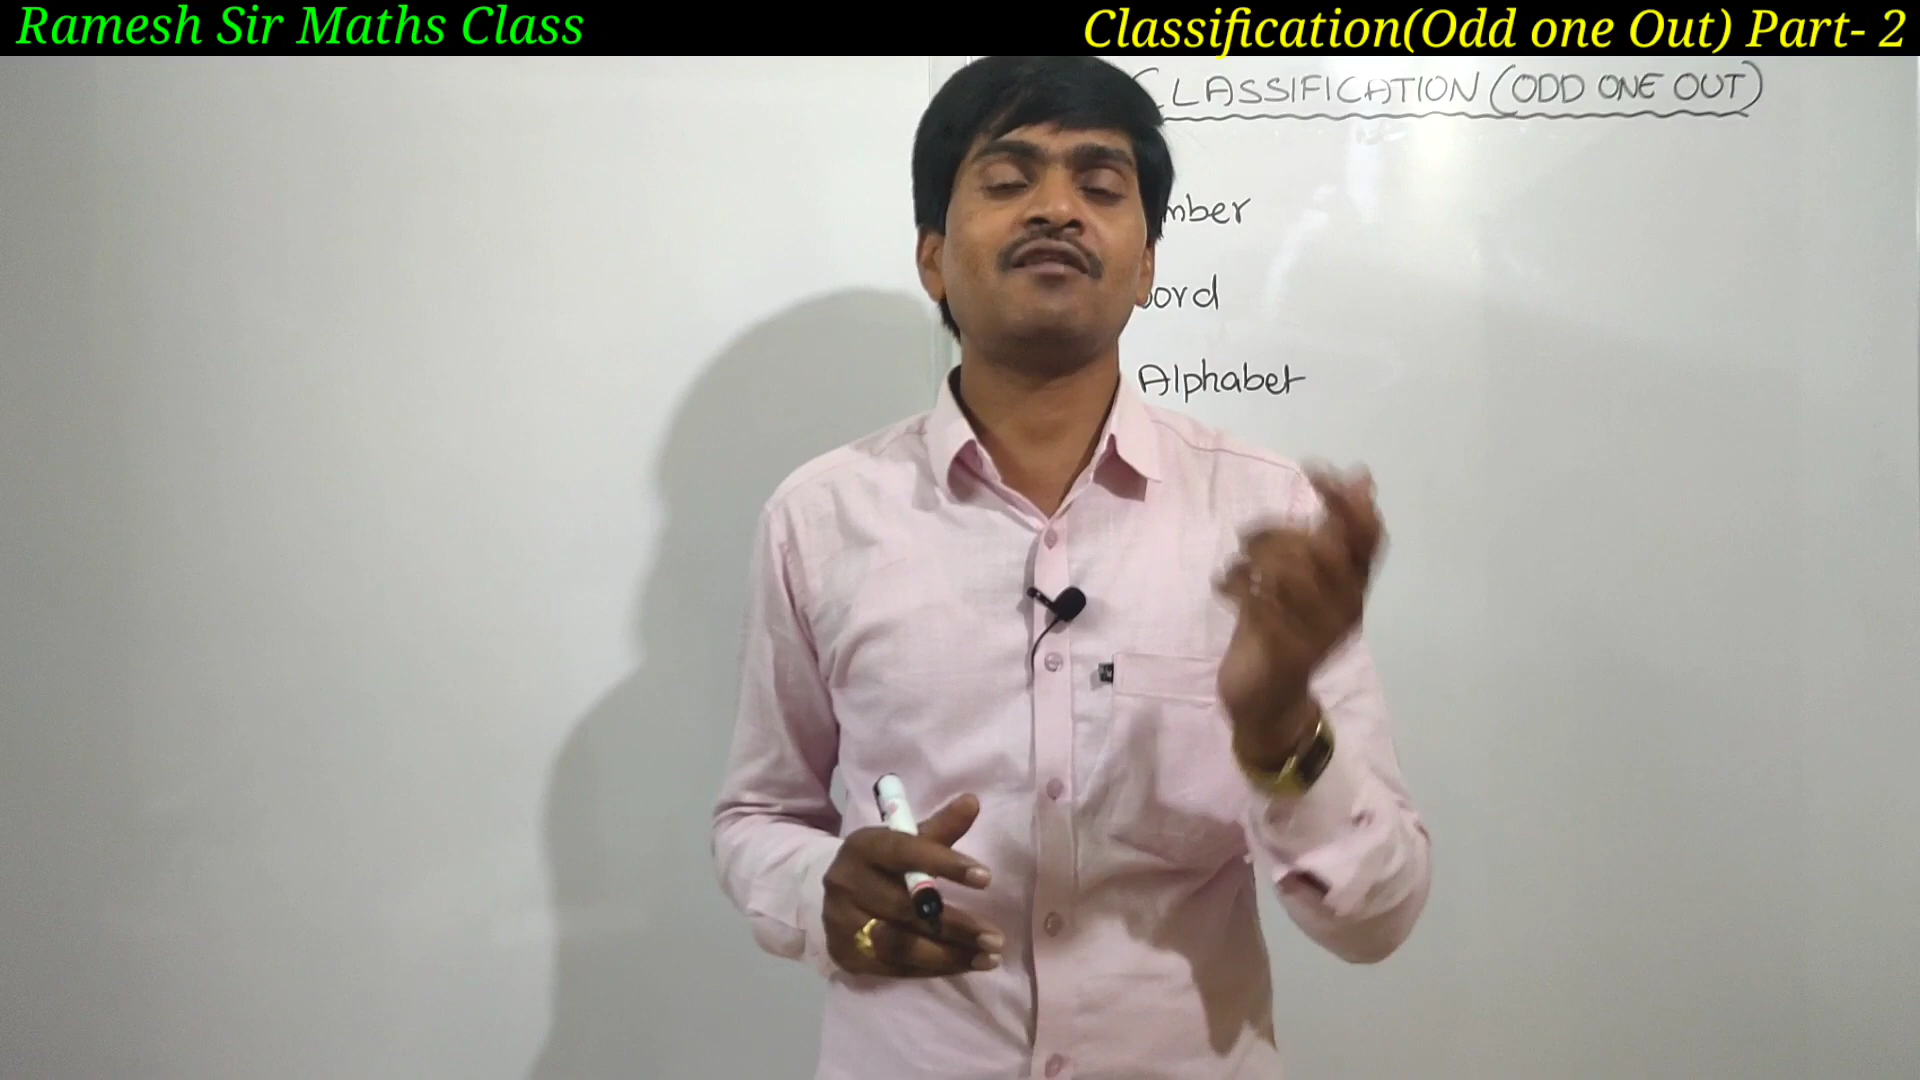 Ramesh Sir Maths Class
Classification(Odd one Out) Part- 2
CLASSIFICATION (ODD ONE OUT)
mber
ord
Alphabet